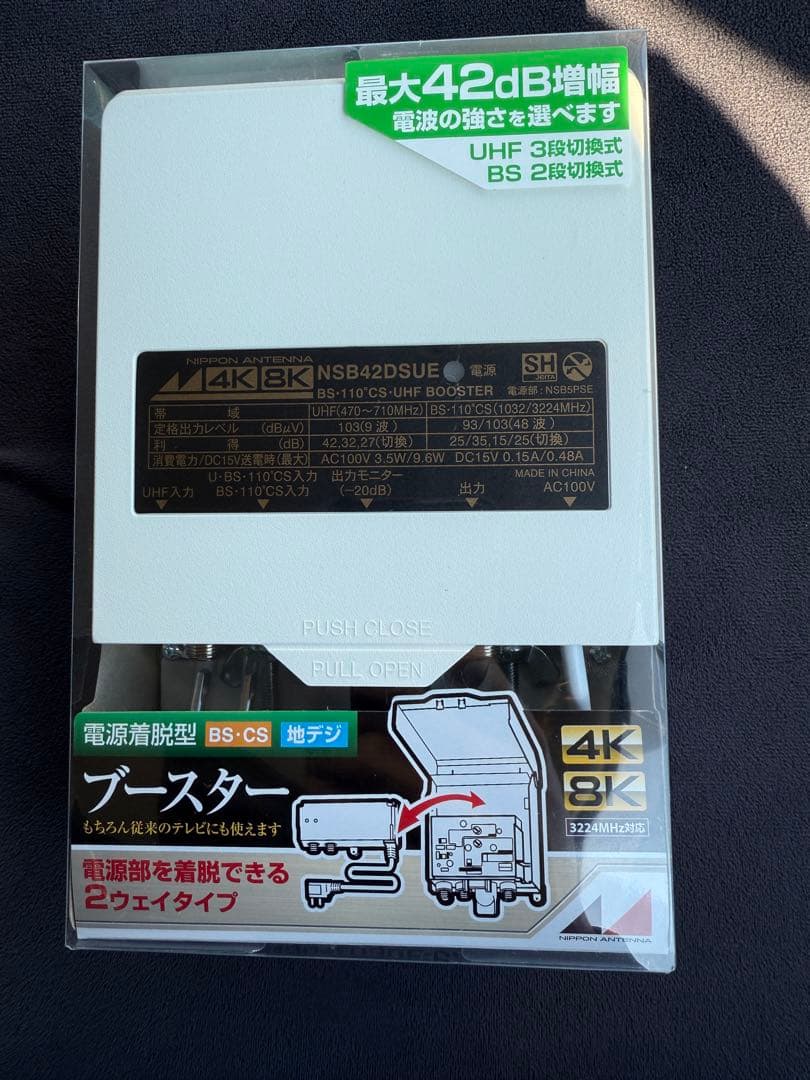 最大42dB増幅
電波の強さを選べます
UHF 3段切換式
BS 2段切換式
NIPPON ANTENNA
4K 8K NSB42DSUE 電源 SH JEITA
BS・110°CS・UHF BOOSTER 電源部:NSB5PSE
帯域 UHF(470〜710MHz) BS・110°CS(1032/3224MHz)
定格出力レベル (dBμV) 103(9波) 93/103(48波)
利得 (dB) 42,32,27(切換) 25/35,15/25(切換)
消費電力/DC15V送電時(最大) AC100V 3.5W/9.6W DC15V 0.15A/0.48A
U・BS・110°CS入力 出力モニター MADE IN CHINA
UHF入力 BS・110°CS入力 (−20dB) 出力 AC100V
PUSH CLOSE
PULL OPEN
電源着脱型 BS・CS 地デジ
ブースター
もちろん従来のテレビにも使えます
電源部を着脱できる
2ウェイタイプ
4K
8K
3224MHz対応
NIPPON ANTENNA